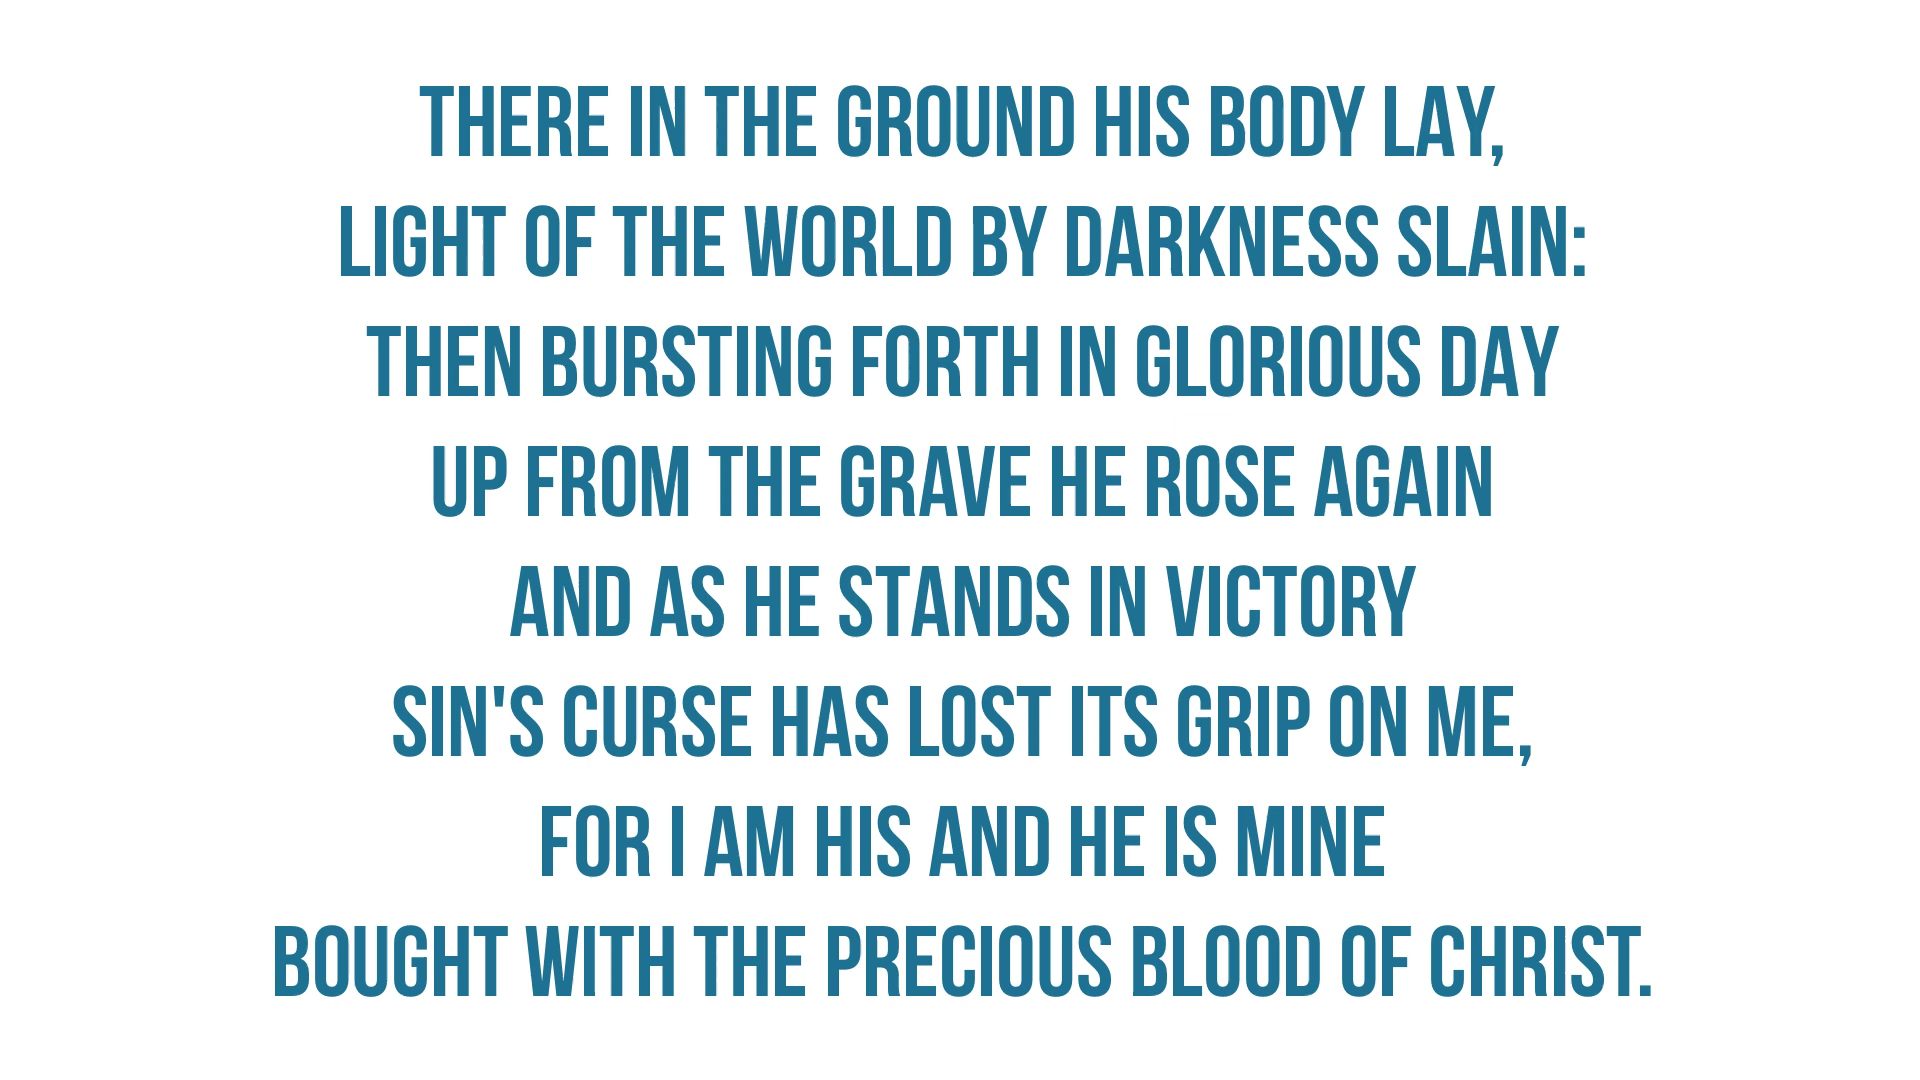 THERE IN THE GROUND HIS BODY LAY,
LIGHT OF THE WORLD BY DARKNESS SLAIN:
THEN BURSTING FORTH IN GLORIOUS DAY
UP FROM THE GRAVE HE ROSE AGAIN
AND AS HE STANDS IN VICTORY
SIN'S CURSE HAS LOST ITS GRIP ON ME,
FOR I AM HIS AND HE IS MINE
BOUGHT WITH THE PRECIOUS BLOOD OF CHRIST.